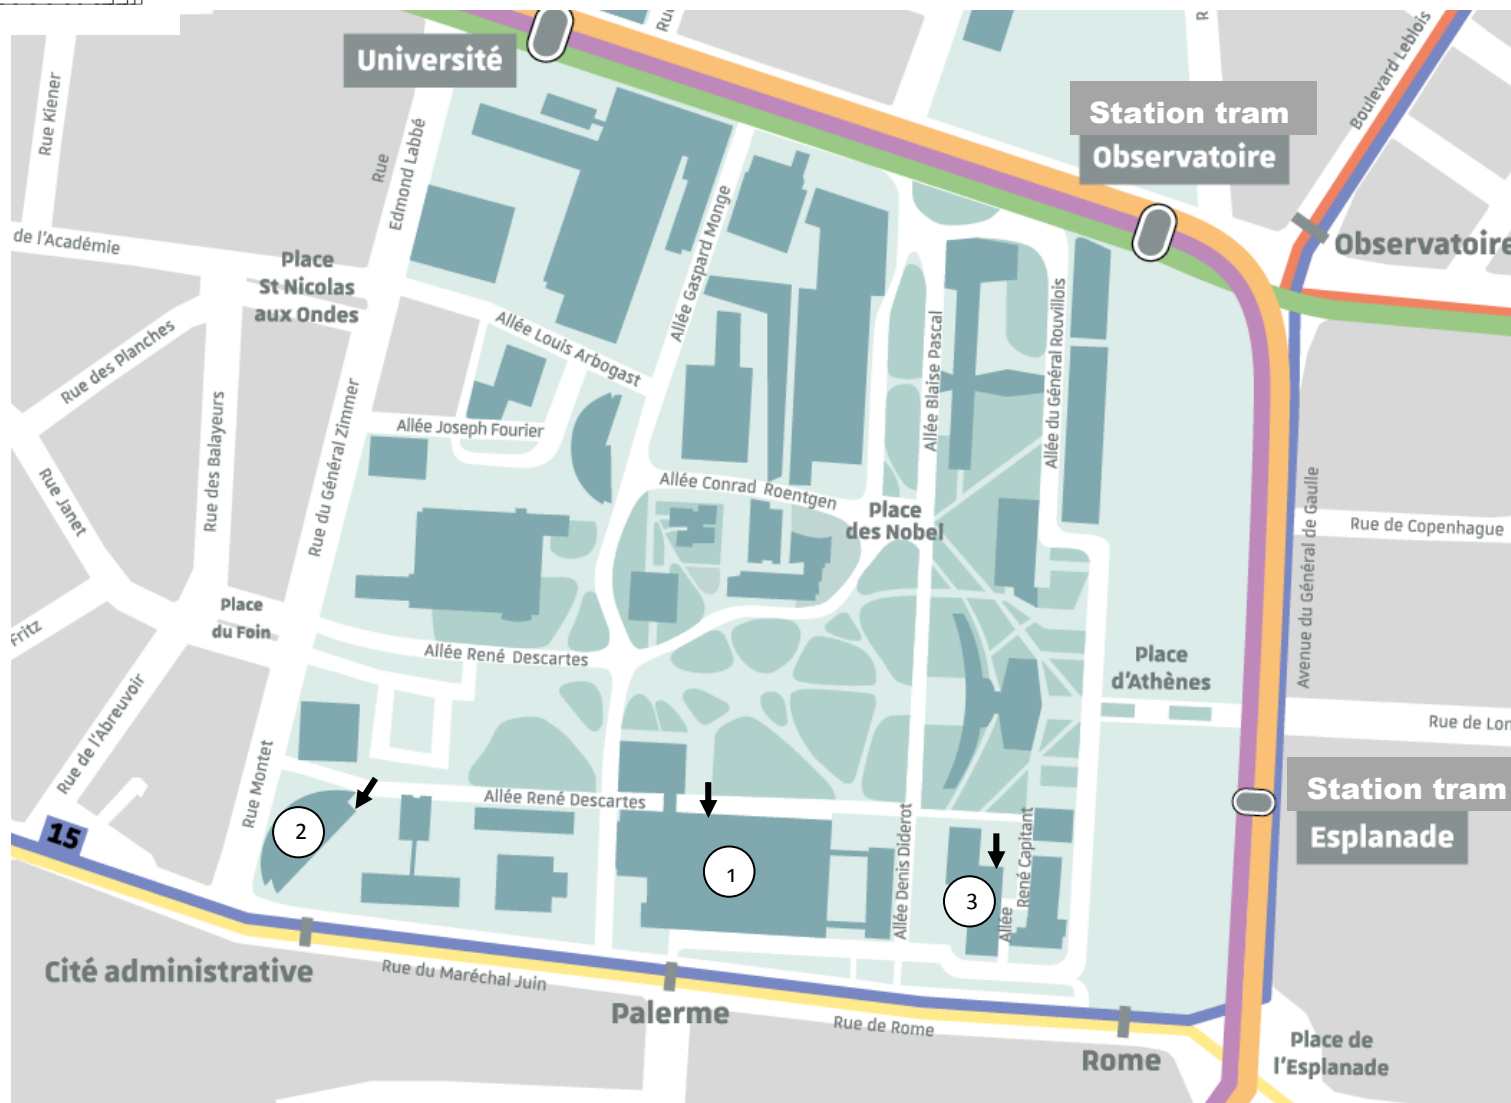 Université
Rue Kiener
Rue
Edmond Labbé
Ru
R
Station tram
Observatoire
Boulevard Leblois
Observatoire
de l'Académie
Place
St Nicolas
aux Ondes
Allée Gaspard Monge
Allée Louis Arbogast
Allée Blaise Pascal
Allée du Général Rouvillois
Rue des Planches
Rue des Balayeurs
Rue du Général Zimmer
Allée Joseph Fourier
Rue Janet
Allée Conrad Roentgen
Place
des Nobel
Avenue du Général de Gaulle
Rue de Copenhague
Place
du Foin
Fritz
Allée René Descartes
Place
d'Athènes
Rue de l'Abreuvoir
Rue de Lon
Rue Montet
Station tram
Esplanade
Allée René Descartes
15
2
1
3
Allée Denis Diderot
Allée
René Capitant
Cité administrative
Rue du Maréchal Juin
Palerme
Rue de Rome
Rome
Place de
l'Esplanade